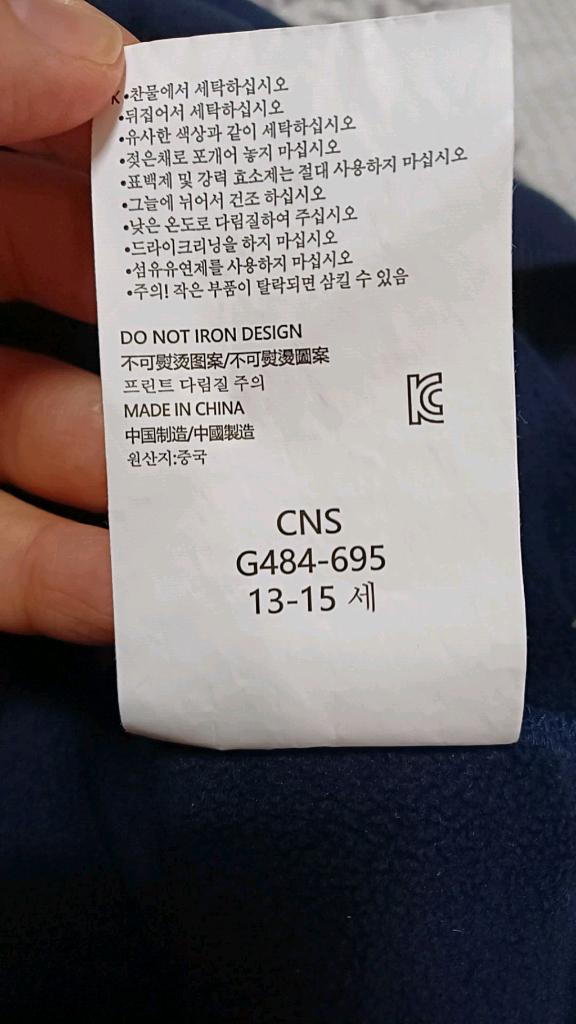 K •찬물에서 세탁하십시오
•뒤집어서 세탁하십시오
•유사한 색상과 같이 세탁하십시오
•젖은채로 포개어 놓지 마십시오
•표백제 및 강력 효소제는 절대 사용하지 마십시오
•그늘에 뉘어서 건조 하십시오
•낮은 온도로 다림질하여 주십시오
•드라이크리닝을 하지 마십시오
•섬유유연제를 사용하지 마십시오
•주의! 작은 부품이 탈락되면 삼킬 수 있음
DO NOT IRON DESIGN
不可熨烫图案/不可熨燙圖案
프린트 다림질 주의
MADE IN CHINA
中国制造/中國製造
원산지:중국
KC
CNS
G484-695
13-15 세